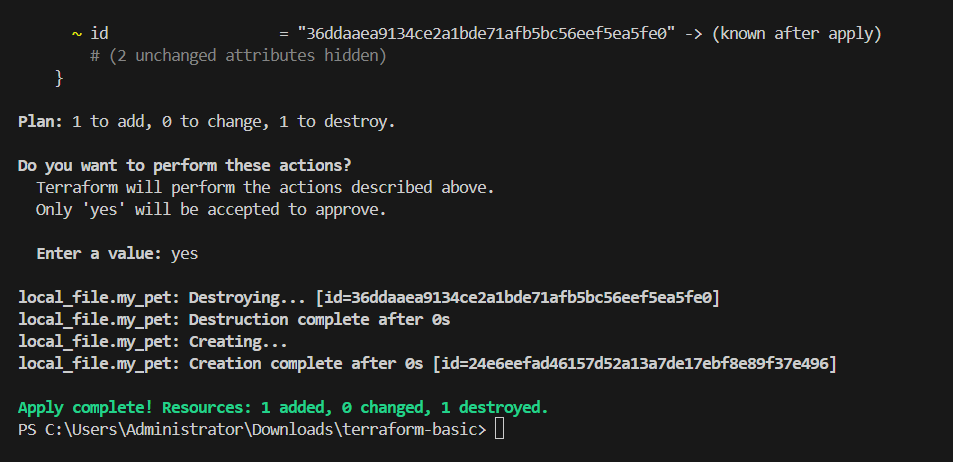 ~ id = "36ddaaea9134ce2a1bde71afb5bc56eef5ea5fe0" -> (known after apply)
# (2 unchanged attributes hidden)
}
Plan: 1 to add, 0 to change, 1 to destroy.
Do you want to perform these actions?
Terraform will perform the actions described above.
Only 'yes' will be accepted to approve.
Enter a value: yes
local_file.my_pet: Destroying... [id=36ddaaea9134ce2a1bde71afb5bc56eef5ea5fe0]
local_file.my_pet: Destruction complete after 0s
local_file.my_pet: Creating...
local_file.my_pet: Creation complete after 0s [id=24e6eefad46157d52a13a7de17ebf8e89f37e496]
Apply complete! Resources: 1 added, 0 changed, 1 destroyed.
PS C:\Users\Administrator\Downloads\terraform-basic>